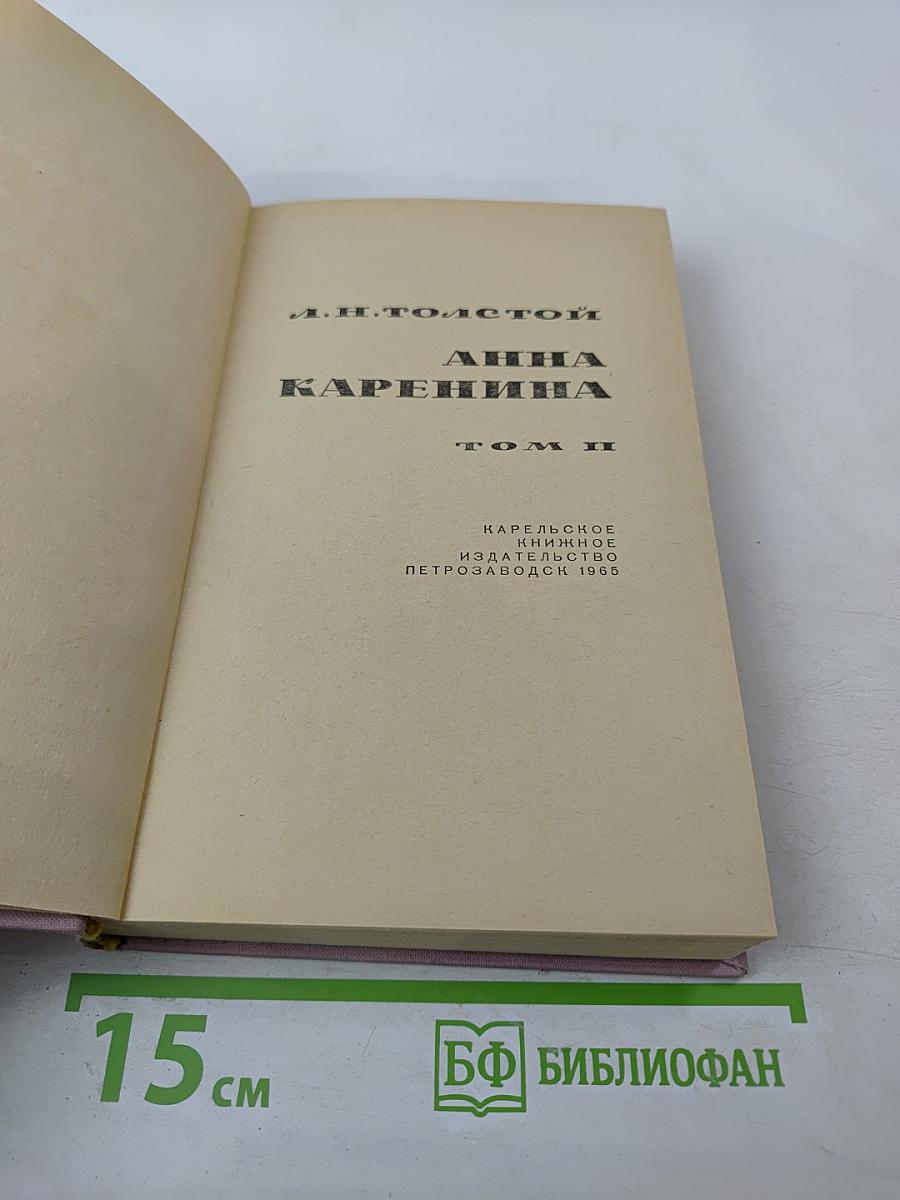 Л.Н.ТОЛСТОЙ
АННА
КАРЕНИНА
ТОМ II
КАРЕЛЬСКОЕ
КНИЖНОЕ
ИЗДАТЕЛЬСТВО
ПЕТРОЗАВОДСК 1965
15 см
БФ БИБЛИОФАН